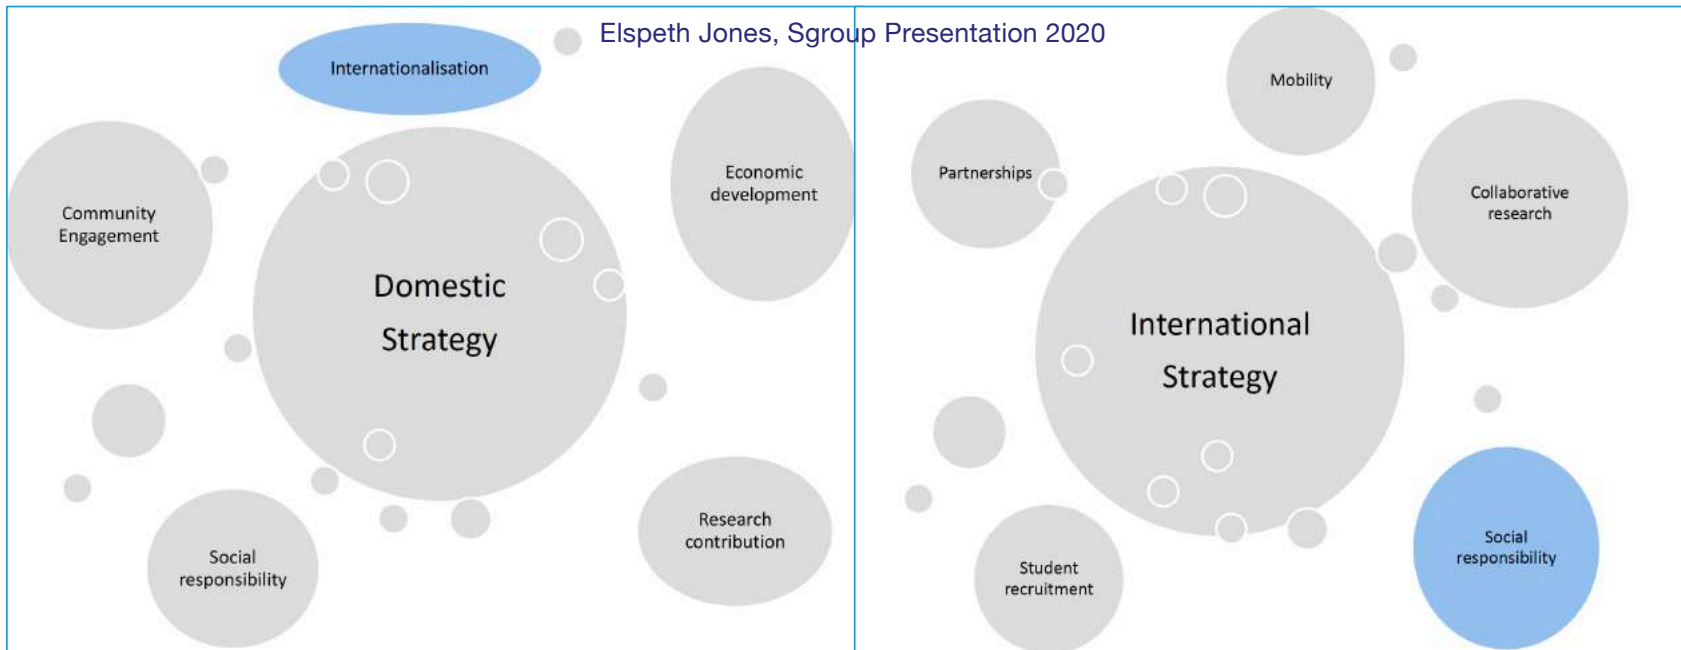 Elspeth Jones, Sgroup Presentation 2020
Internationalisation
Economic
development
Community
Engagement
Domestic
Strategy
Research
contribution
Social
responsibility
Mobility
Partnerships
Collaborative
research
International
Strategy
Social
responsibility
Student
recruitment